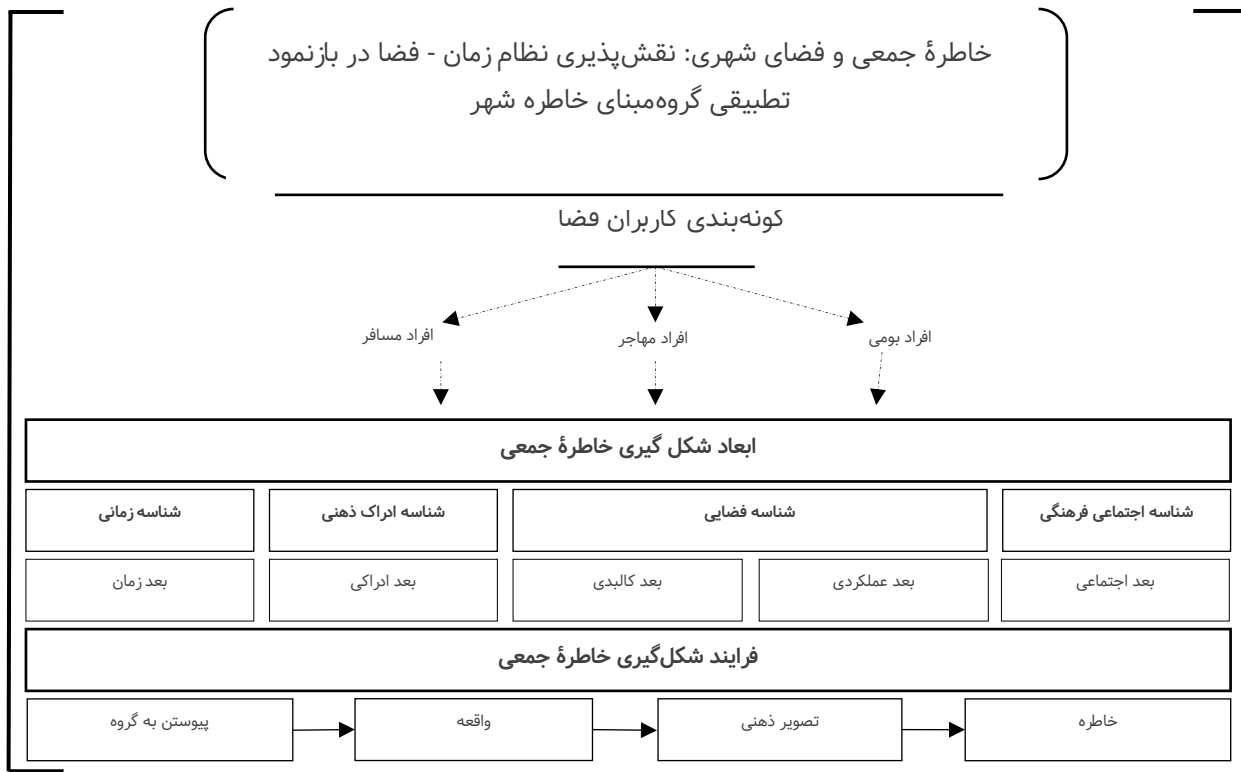 خاطرهٔ جمعی و فضای شهری: نقش‌پذیری نظام زمان - فضا در بازنمود
تطبیقی گروه‌مبنای خاطره شهر
گونه‌بندی کاربران فضا
افراد بومی
افراد مهاجر
افراد مسافر
ابعاد شکل گیری خاطرهٔ جمعی
شناسه اجتماعی فرهنگی
شناسه فضایی
شناسه ادراک ذهنی
شناسه زمانی
بعد اجتماعی
بعد عملکردی
بعد کالبدی
بعد ادراکی
بعد زمان
فرایند شکل‌گیری خاطرهٔ جمعی
پیوستن به گروه
واقعه
تصویر ذهنی
خاطره